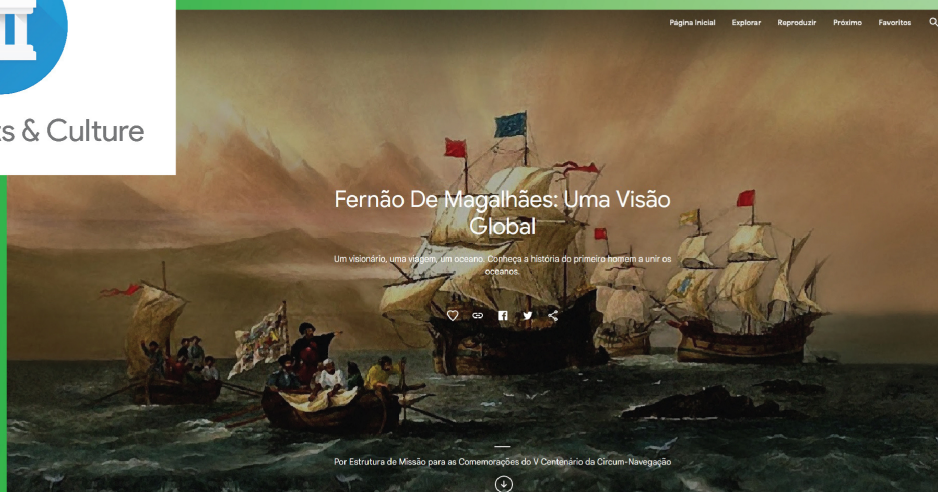 Página inicial Explorar Reproduzir Próximo Favoritos
& Culture
Fernão De Magalhães: Uma Visão
Global
Um visionário, uma viagem, um oceano. Conheça a história do primeiro homem a unir os
oceanos.
Por Estrutura de Missão para as Comemorações do V Centenário da Circum-Navegação